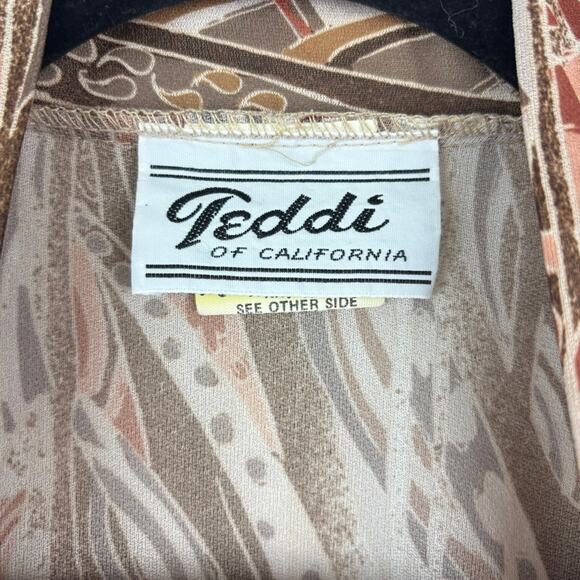 Teddi
OF CALIFORNIA
SEE OTHER SIDE